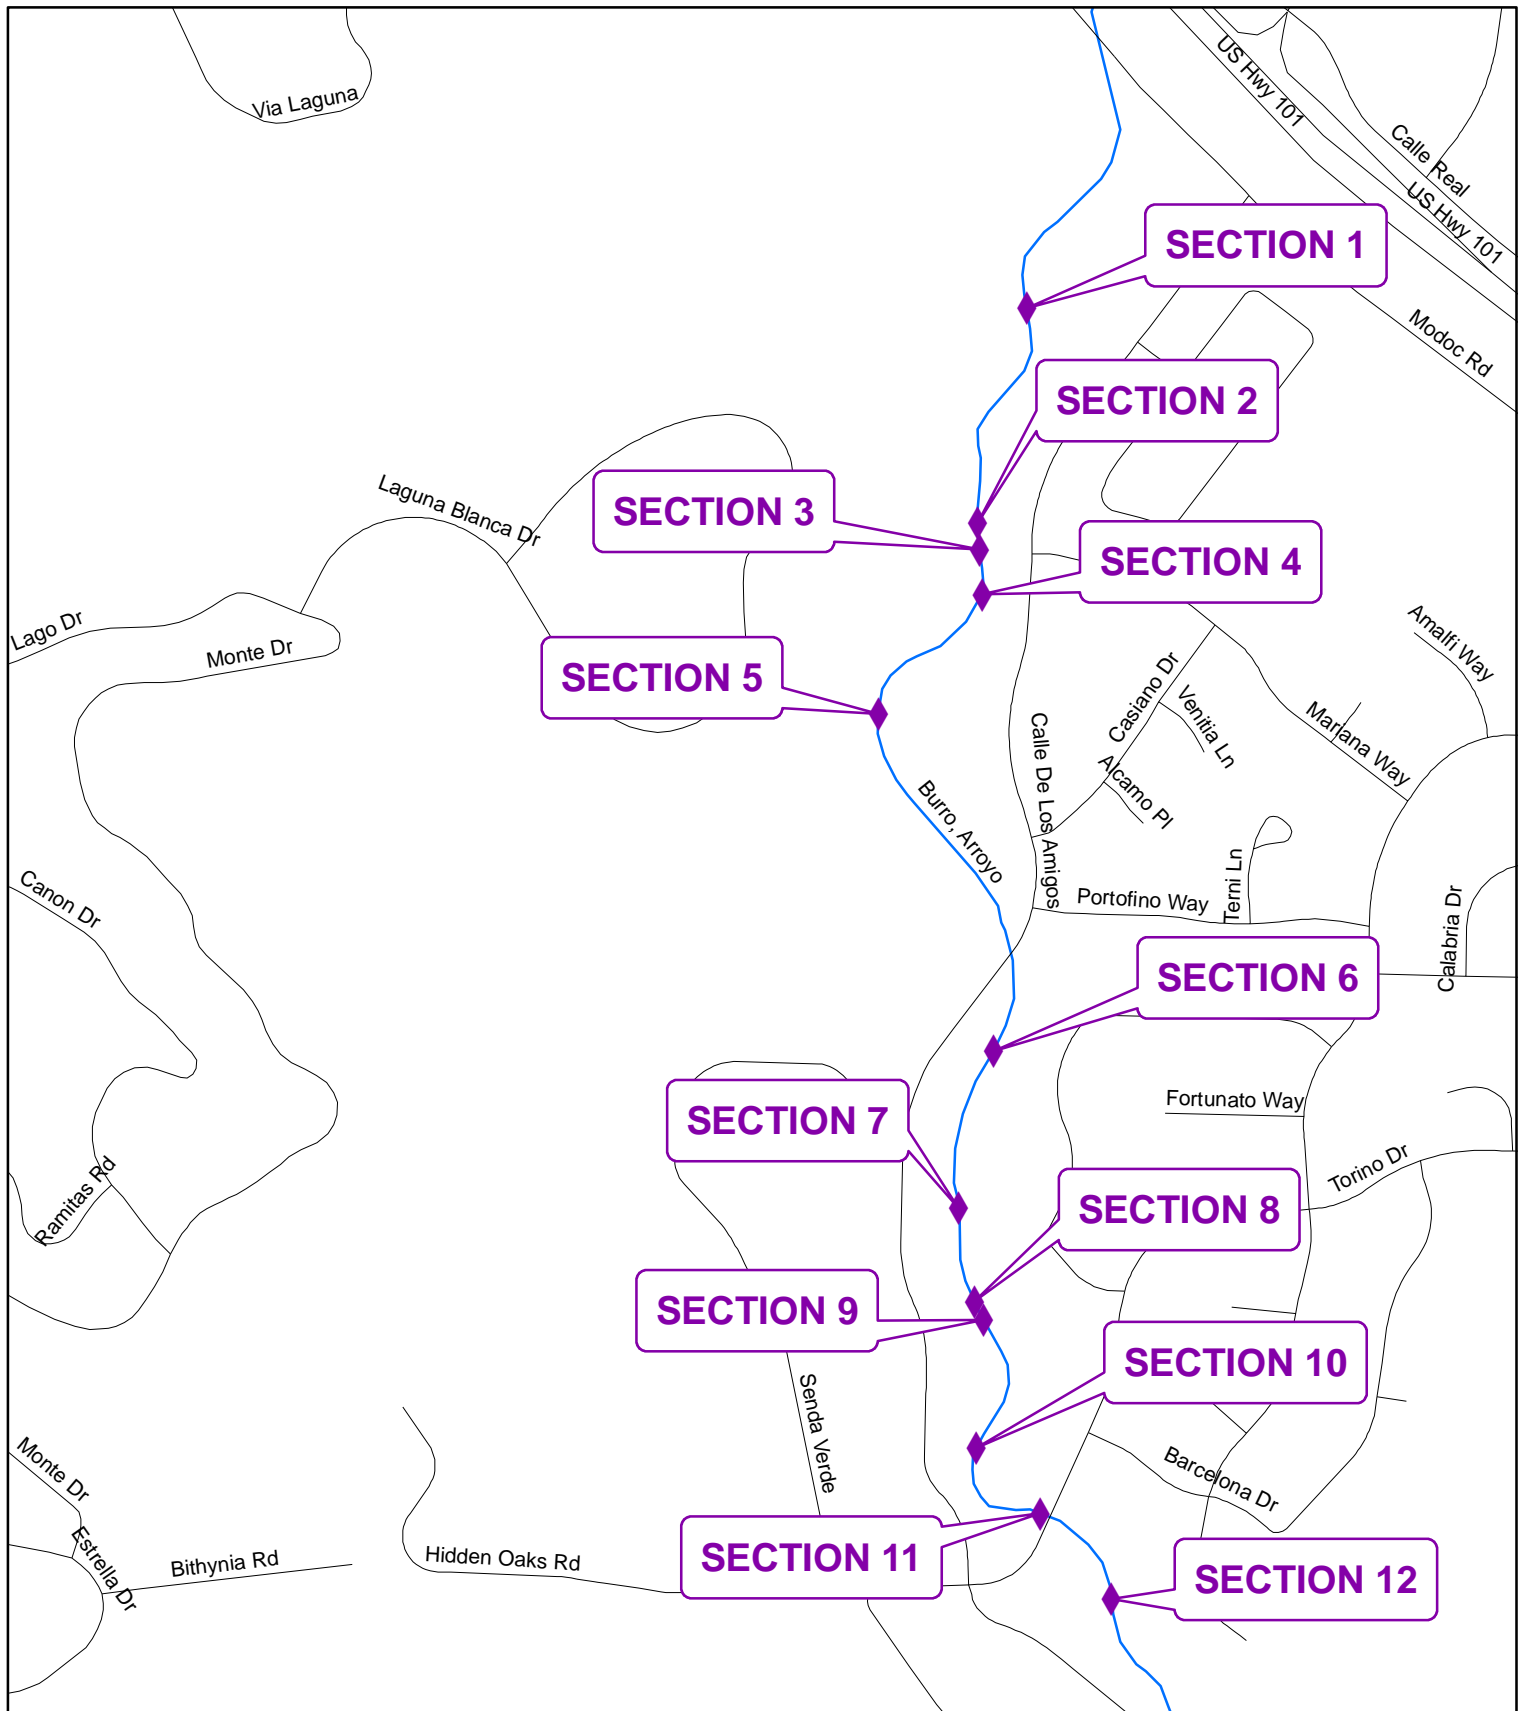 Via Laguna
US Hwy 101
Calle Real
US Hwy 101
SECTION 1
Modoc Rd
SECTION 2
Laguna Blanca Dr
SECTION 3
SECTION 4
Lago Dr
Monte Dr
Amalfi Way
SECTION 5
Casiano Dr
Venitia Ln
Mariana Way
Calle De Los Amigos
Alcamo Pl
Burro, Arroyo
Canon Dr
Portofino Way
Terni Ln
Calabria Dr
SECTION 6
Fortunato Way
SECTION 7
Torino Dr
Ramitas Rd
SECTION 8
SECTION 9
SECTION 10
Senda Verde
Monte Dr
Barcelona Dr
Estrella Dr
Bithynia Rd
Hidden Oaks Rd
SECTION 11
SECTION 12